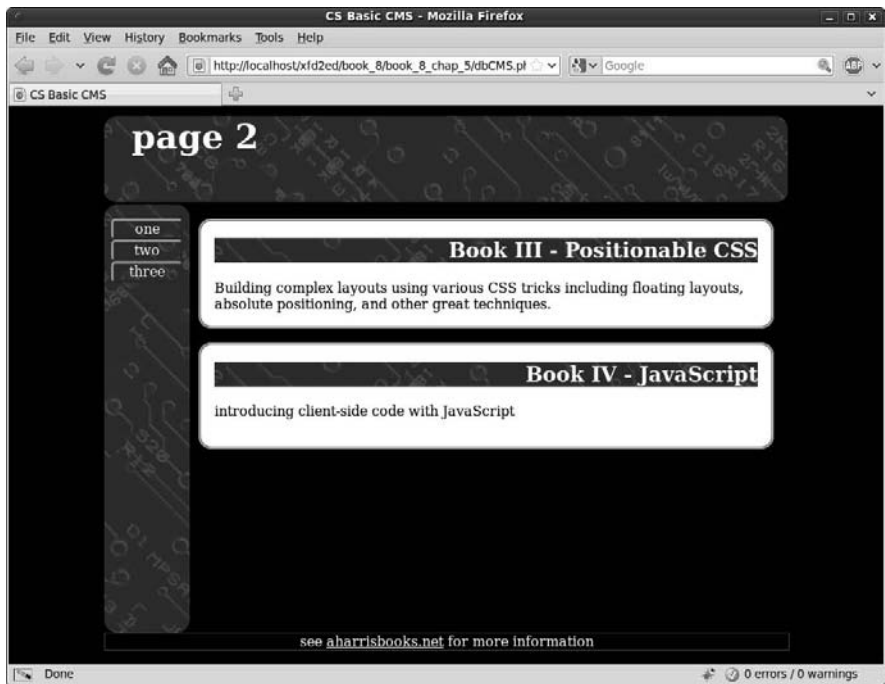 CS Basic CMS - Mozilla Firefox
File Edit View History Bookmarks Tools Help
http://localhost/xfd2ed/book_8/book_8_chap_5/dbCMS.ph
Google
ABP
CS Basic CMS
page 2
one
two
three
Book III - Positionable CSS
Building complex layouts using various CSS tricks including floating layouts,
absolute positioning, and other great techniques.
Book IV - JavaScript
introducing client-side code with JavaScript
see aharrisbooks.net for more information
Done
0 errors / 0 warnings